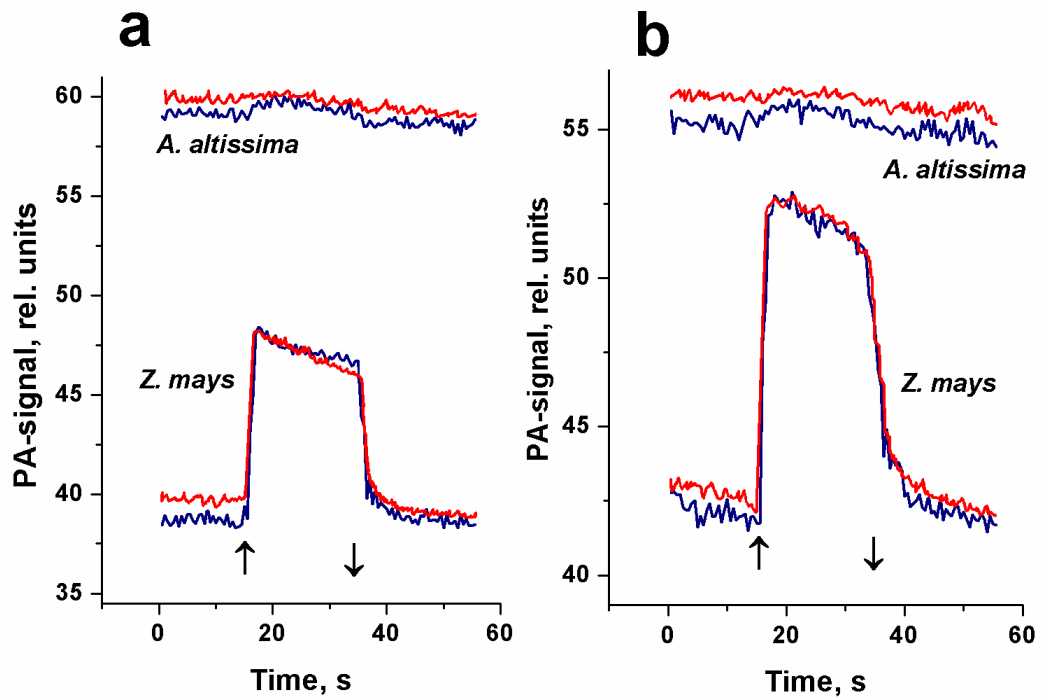 a
60
55
50
45
40
35
PA-signal, rel. units
A. altissima
Z. mays
0
20
40
60
Time, s
b
55
50
45
40
PA-signal, rel. units
A. altissima
Z. mays
0
20
40
60
Time, s